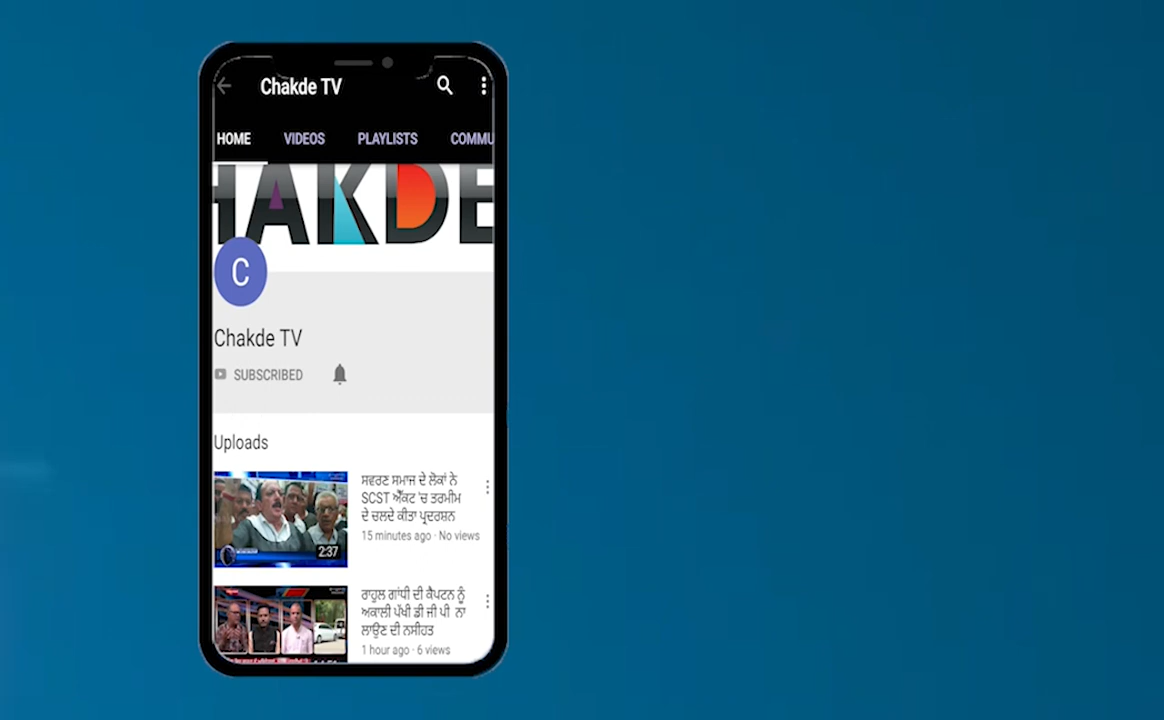 Chakde TV
HOME VIDEOS PLAYLISTS COMMU
HAKDE
C
Chakde TV
SUBSCRIBED
Uploads
ਸਵਰਣ ਸਮਾਜ ਦੇ ਲੋਕਾਂ ਨੇ
SCST ਐਕਟ 'ਚ ਤਰਮੀਮ
ਦੇ ਚਲਦੇ ਕੀਤਾ ਪ੍ਰਦਰਸ਼ਨ
15 minutes ago · No views
2:37
ਰਾਹੁਲ ਗਾਂਧੀ ਦੀ ਕੈਪਟਨ ਨੂੰ
ਅਕਾਲੀ ਪੱਖੀ ਡੀ ਜੀ ਪੀ ਨਾ
ਲਾਉਣ ਦੀ ਨਸੀਹਤ
1 hour ago · 6 views